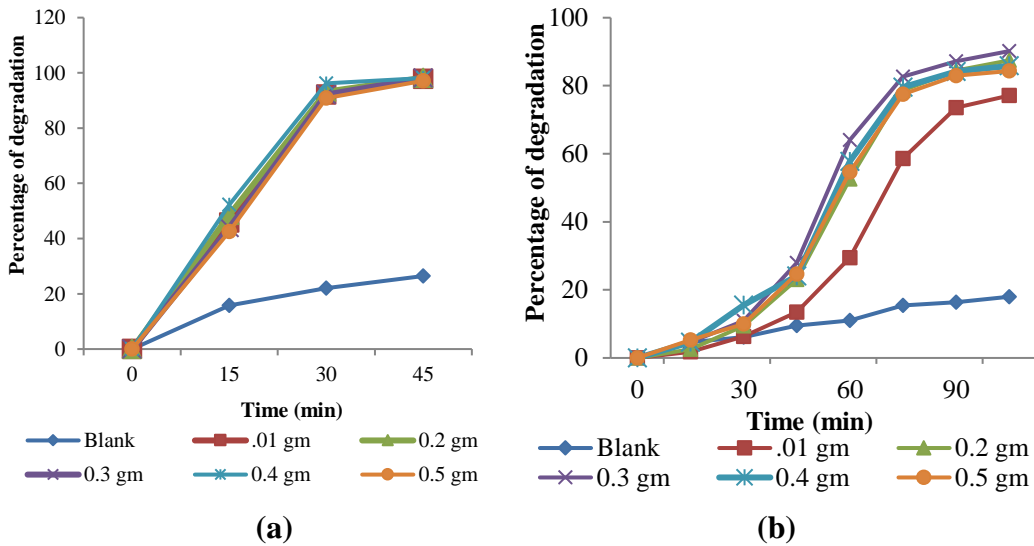 120
100
80
60
40
20
0
Percentage of degradation
0 15 30 45
Time (min)
Blank .01 gm 0.2 gm
0.3 gm 0.4 gm 0.5 gm
(a)
100
80
60
40
20
0
Percentage of degradation
0 30 60 90
Time (min)
Blank .01 gm 0.2 gm
0.3 gm 0.4 gm 0.5 gm
(b)